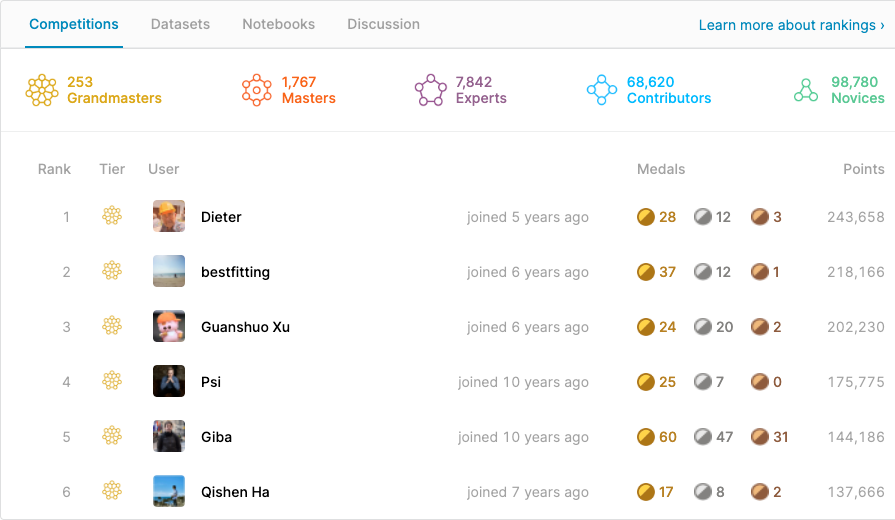 Competitions Datasets Notebooks Discussion Learn more about rankings ›
253 1,767 7,842 68,620 98,780
Grandmasters Masters Experts Contributors Novices
Rank Tier User Medals Points
1 Dieter joined 5 years ago 28 12 3 243,658
2 bestfitting joined 6 years ago 37 12 1 218,166
3 Guanshuo Xu joined 6 years ago 24 20 2 202,230
4 Psi joined 10 years ago 25 7 0 175,775
5 Giba joined 10 years ago 60 47 31 144,186
6 Qishen Ha joined 7 years ago 17 8 2 137,666